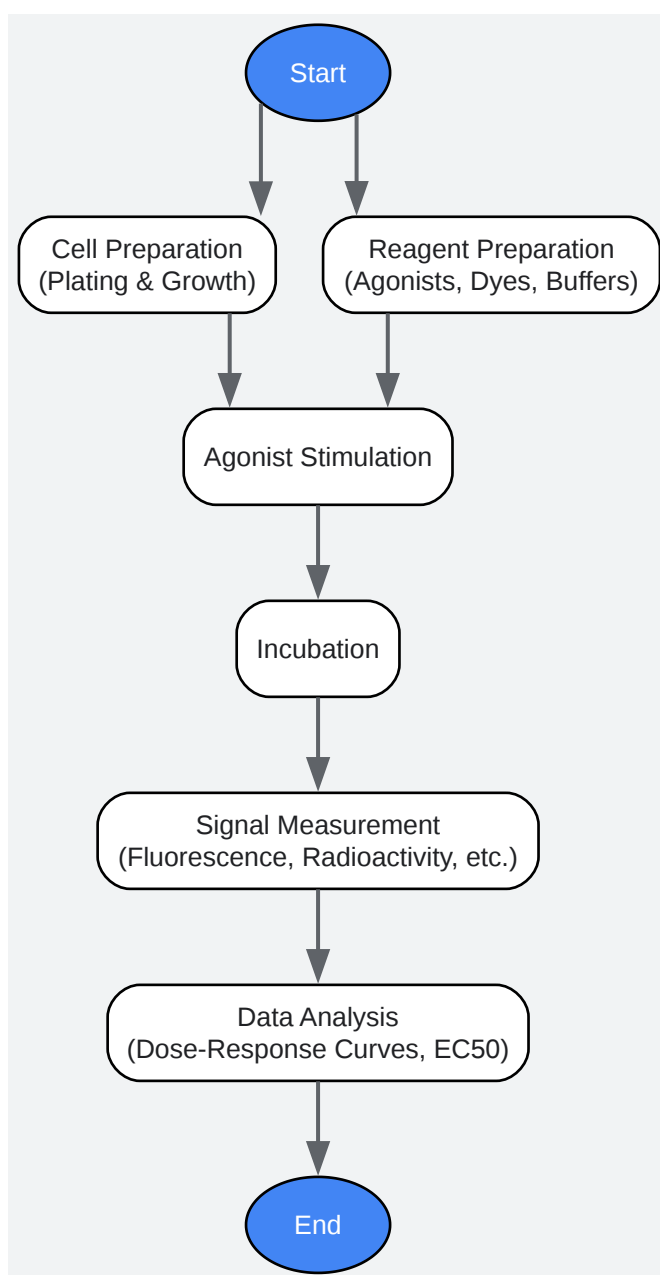 Start
Cell Preparation
(Plating & Growth)
Reagent Preparation
(Agonists, Dyes, Buffers)
Agonist Stimulation
Incubation
Signal Measurement
(Fluorescence, Radioactivity, etc.)
Data Analysis
(Dose-Response Curves, EC50)
End